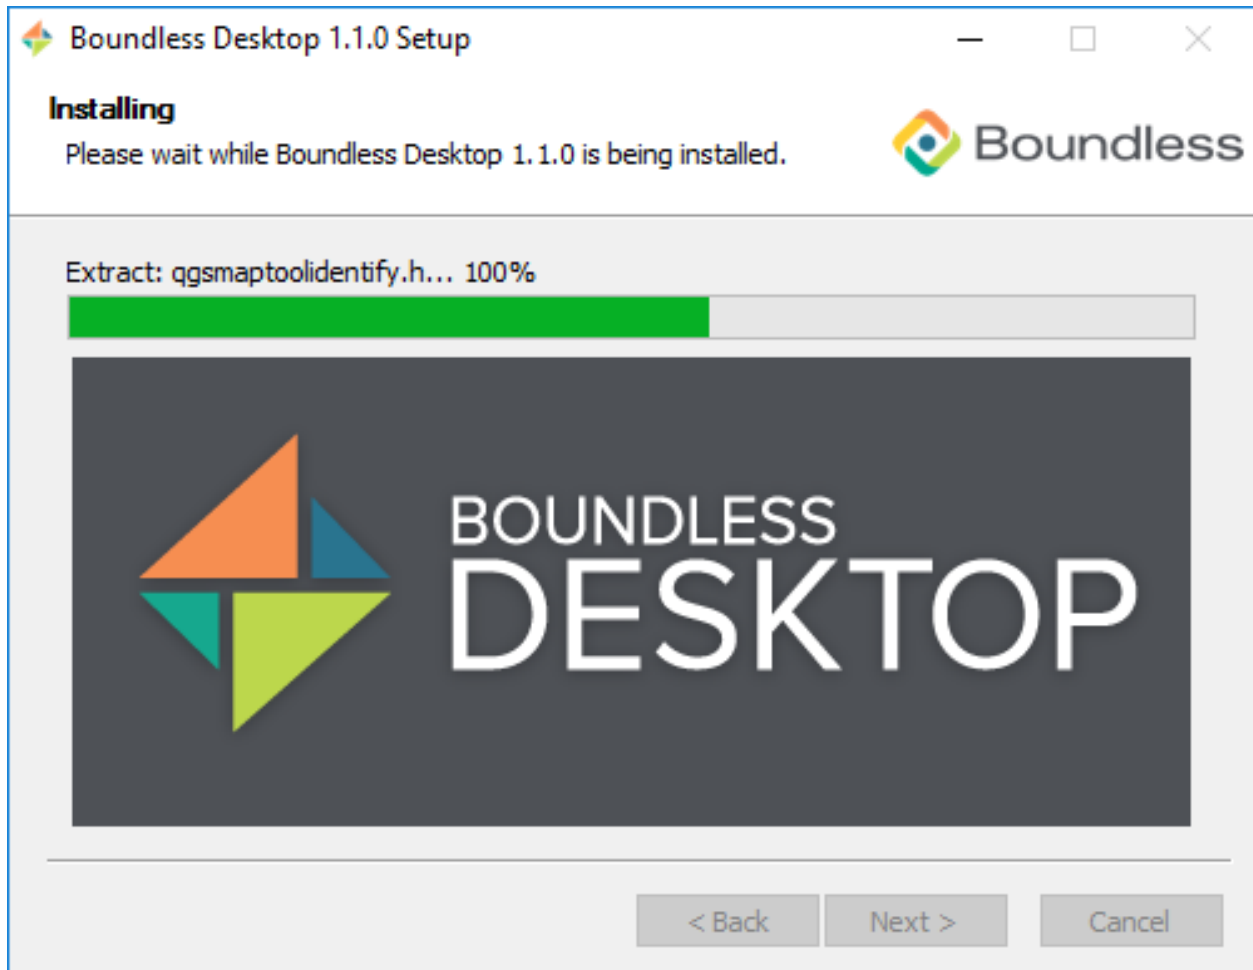 Boundless Desktop 1.1.0 Setup
Installing
Please wait while Boundless Desktop 1.1.0 is being installed.
Boundless
Extract: qgsmaptoolidentify.h... 100%
BOUNDLESS
DESKTOP
< Back
Next >
Cancel